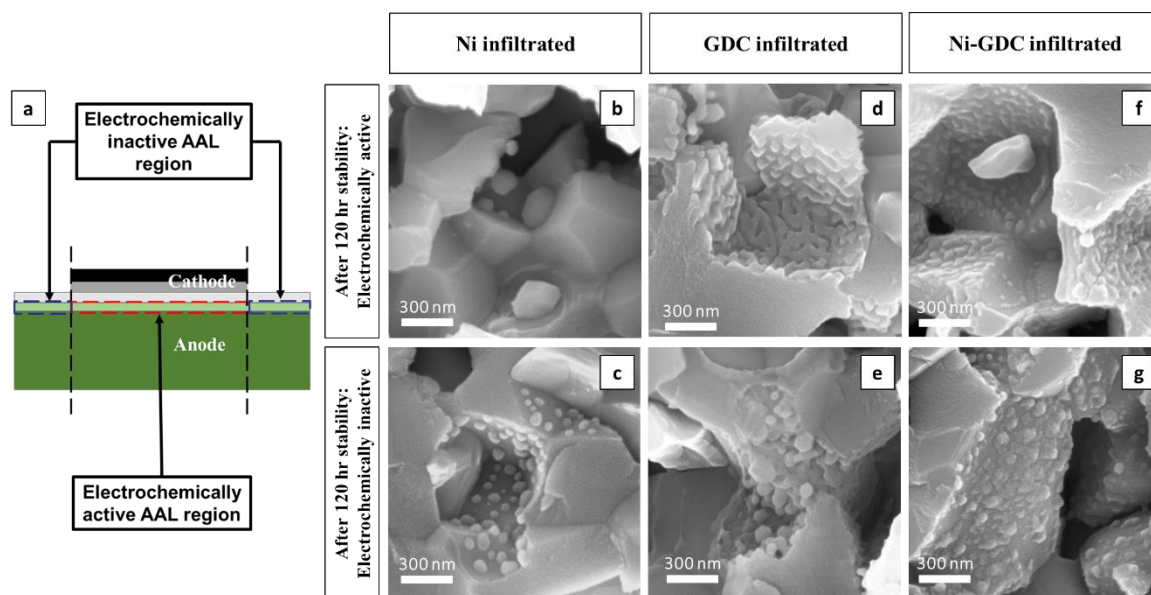 Ni infiltrated
GDC infiltrated
Ni-GDC infiltrated
a
Electrochemically
inactive AAL
region
Cathode
Anode
Electrochemically
active AAL region
After 120 hr stability:
Electrochemically active
b
300 nm
d
300 nm
f
300 nm
After 120 hr stability:
Electrochemically inactive
c
300 nm
e
300 nm
g
300 nm